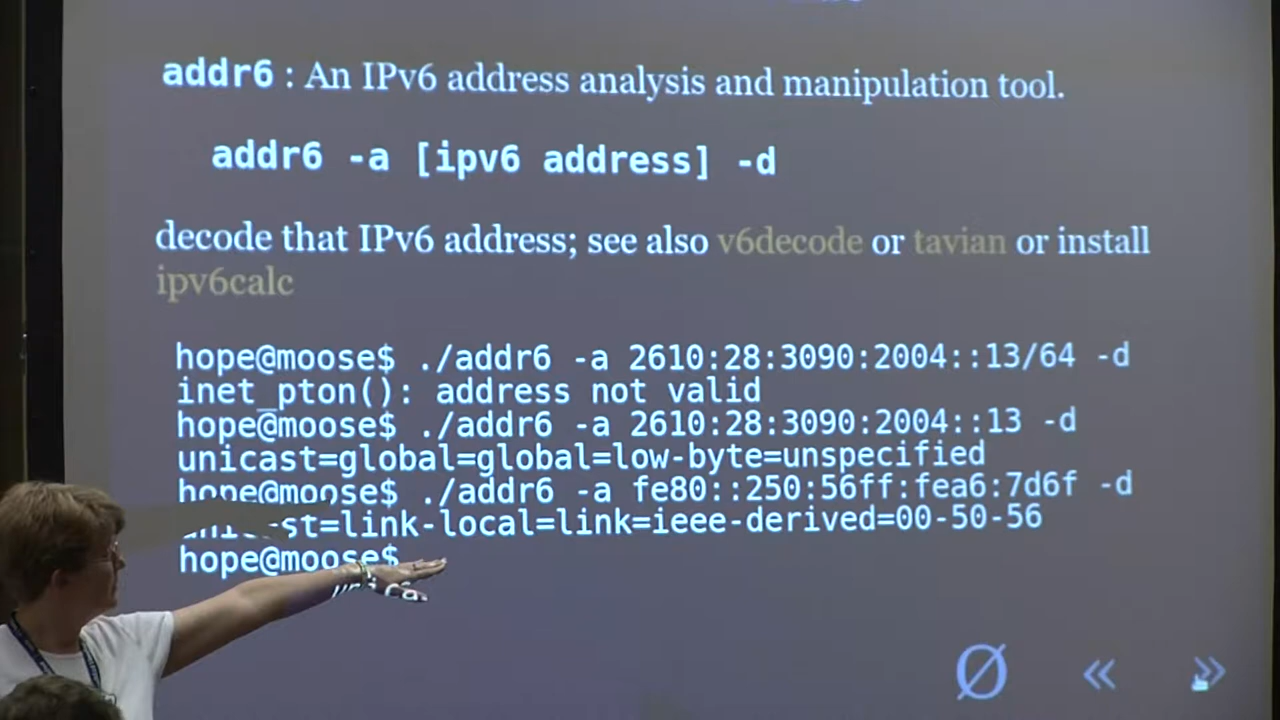 addr6 : An IPv6 address analysis and manipulation tool.
addr6 -a [ipv6 address] -d
decode that IPv6 address; see also v6decode or tavian or install
ipv6calc
hope@moose$ ./addr6 -a 2610:28:3090:2004::13/64 -d
inet_pton(): address not valid
hope@moose$ ./addr6 -a 2610:28:3090:2004::13 -d
unicast=global=global=low-byte=unspecified
hope@moose$ ./addr6 -a fe80::250:56ff:fea6:7d6f -d
unicast=link-local=link=ieee-derived=00-50-56
hope@moose$
Ø « »